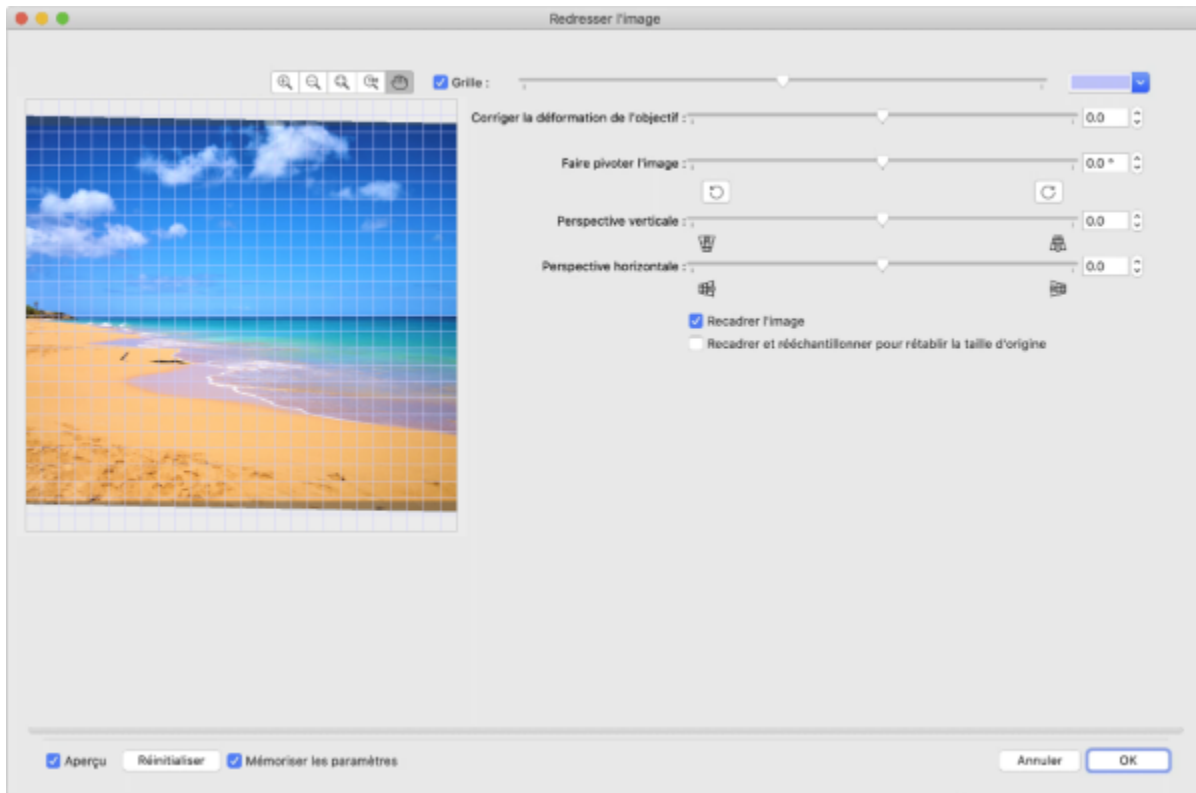 Redresser l'image
Grille :
Corriger la déformation de l'objectif : 0.0
Faire pivoter l'image : 0.0 °
Perspective verticale : 0.0
Perspective horizontale : 0.0
Recadrer l'image
Recadrer et rééchantillonner pour rétablir la taille d'origine
Aperçu Réinitialiser Mémoriser les paramètres Annuler OK